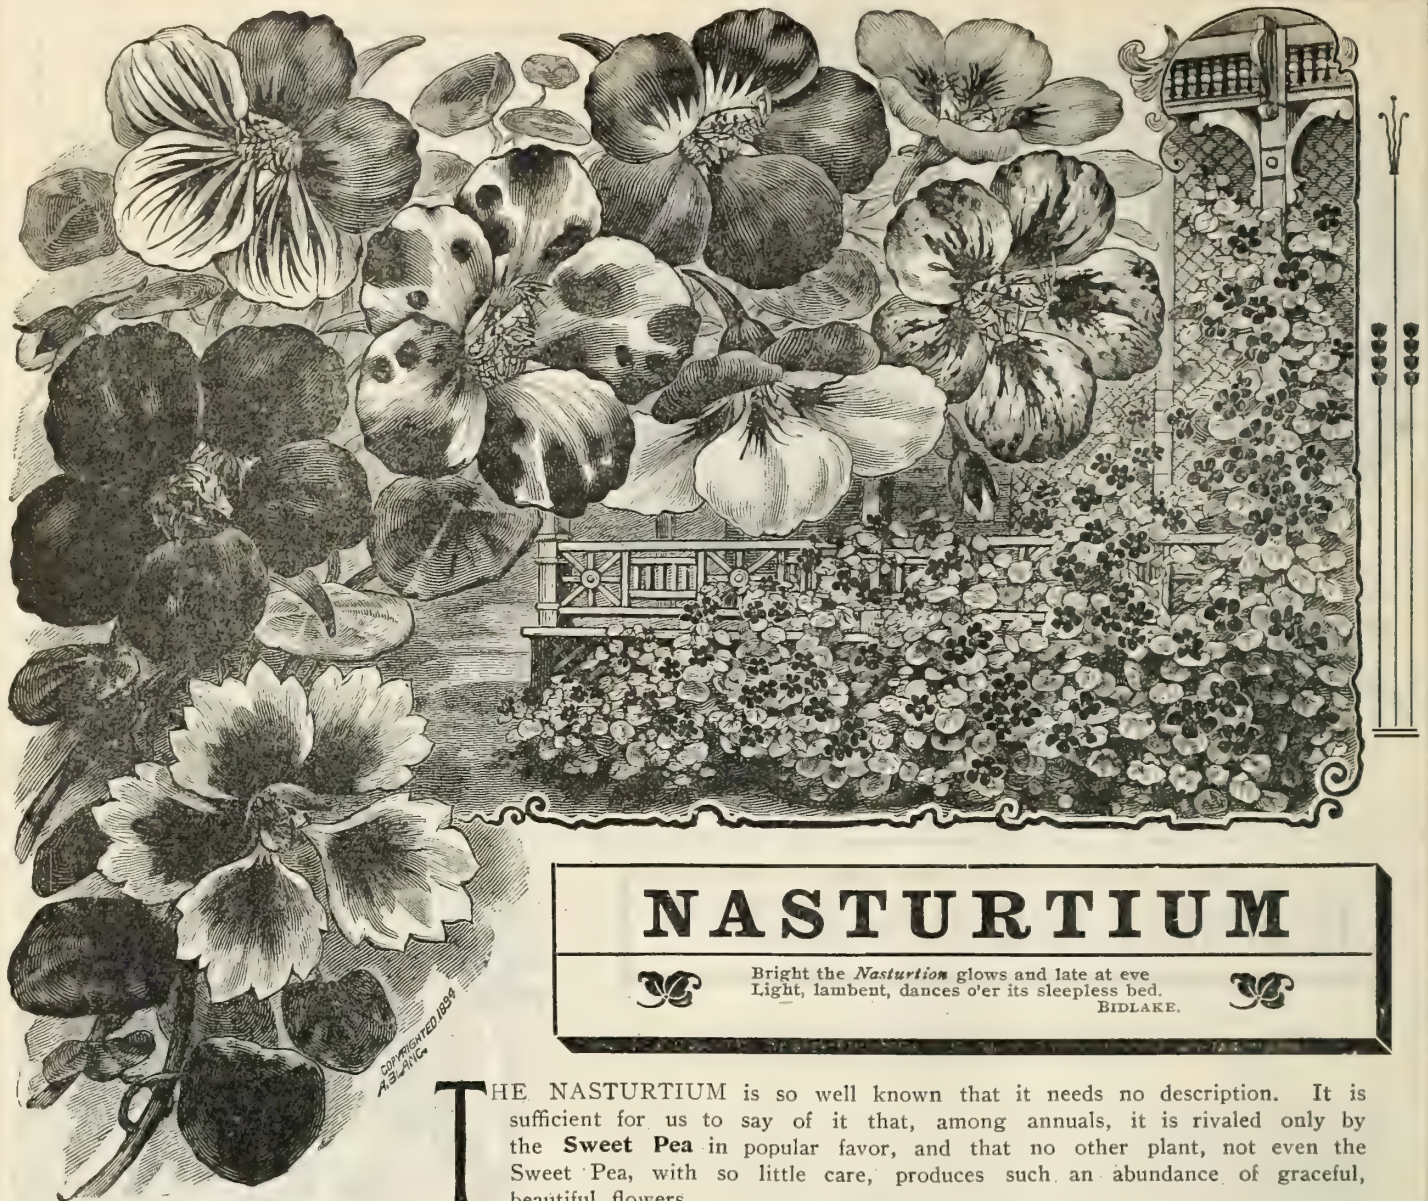 COPYRIGHTED 1894
A. BLANC.
NASTURTIUM
Bright the Nasturtion glows and late at eve
Light, lambent, dances o'er its sleepless bed.
BIDLAKE.
THE NASTURTIUM is so well known that it needs no description. It is
sufficient for us to say of it that, among annuals, it is rivaled only by
the Sweet Pea in popular favor, and that no other plant, not even the
Sweet Pea, with so little care, produces such an abundance of graceful,
beautiful flowers